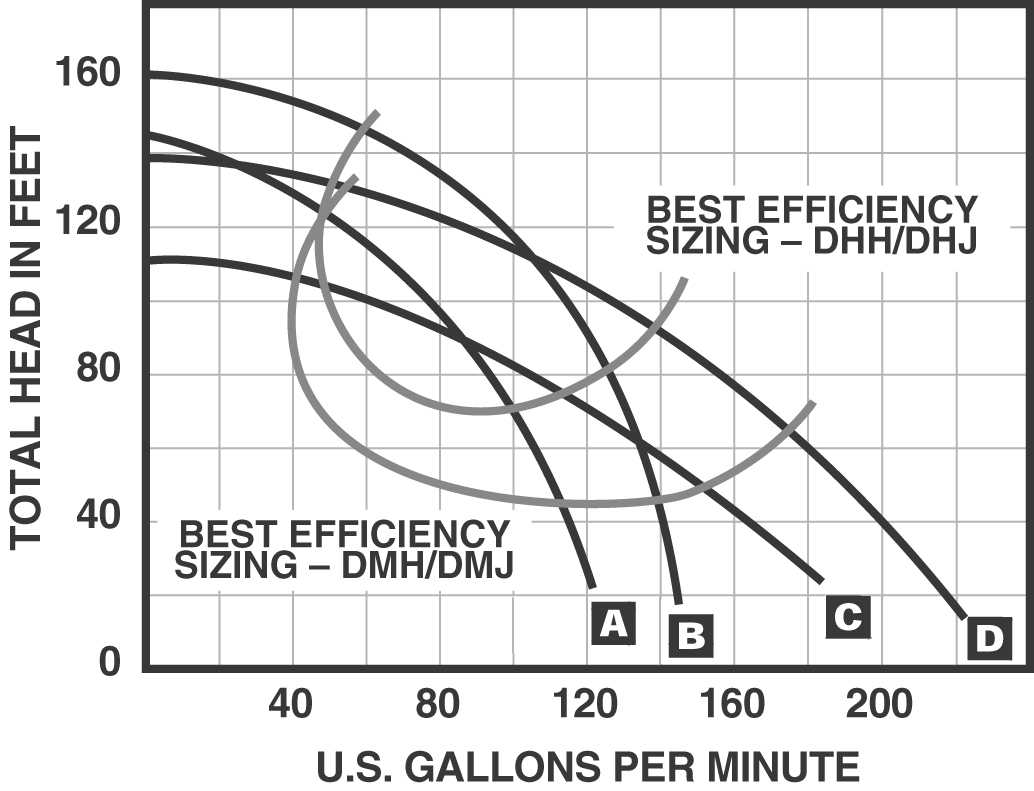 160
120
80
40
0
TOTAL HEAD IN FEET
BEST EFFICIENCY
SIZING – DHH/DHJ
BEST EFFICIENCY
SIZING – DMH/DMJ
A
B
C
D
40
80
120
160
200
U.S. GALLONS PER MINUTE